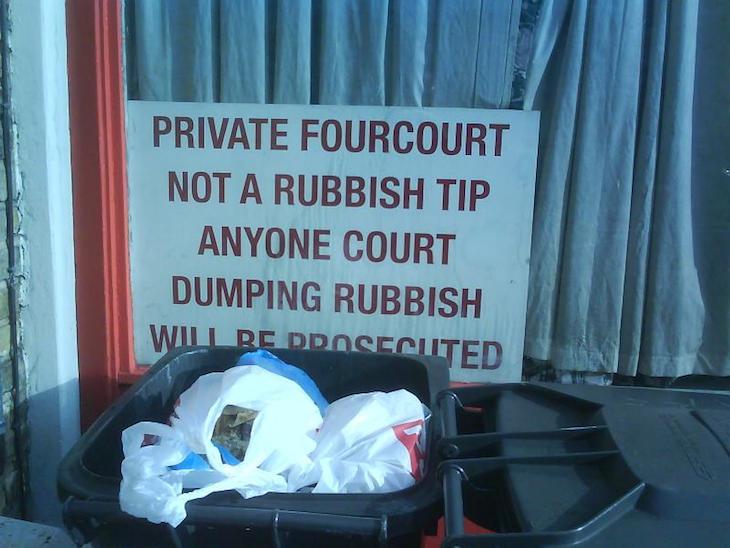 PRIVATE FOURCOURT
NOT A RUBBISH TIP
ANYONE COURT
DUMPING RUBBISH
WILL BE PROSECUTED